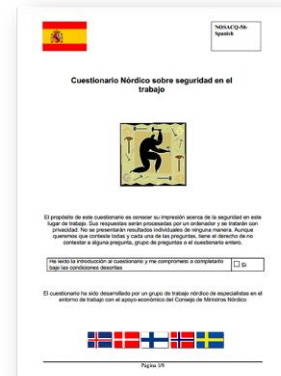 NOSACQ-50-
Spanish
Cuestionario Nórdico sobre seguridad en el
trabajo
El propósito de este cuestionario es conocer su impresión acerca de la seguridad en este
lugar de trabajo. Sus respuestas serán procesadas por un ordenador y se tratarán con
privacidad. No se presentarán resultados individuales de ninguna manera. Aunque
queremos que conteste todas y cada una de las preguntas, tiene el derecho de no
contestar a alguna pregunta, grupo de preguntas o el cuestionario entero.
He leído la introducción al cuestionario y me comprometo a completarlo
bajo las condiciones descritas
Si
El cuestionario ha sido desarrollado por un grupo de trabajo nórdico de especialistas en el
entorno de trabajo con el apoyo económico del Consejo de Ministros Nórdico
Página 1/9